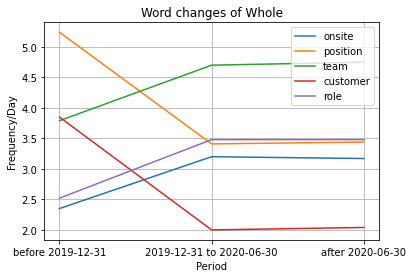 Word changes of Whole
onsite
position
team
customer
role
5.0
4.5
4.0
3.5
3.0
2.5
2.0
Frequency/Day
before 2019-12-31
2019-12-31 to 2020-06-30
after 2020-06-30
Period